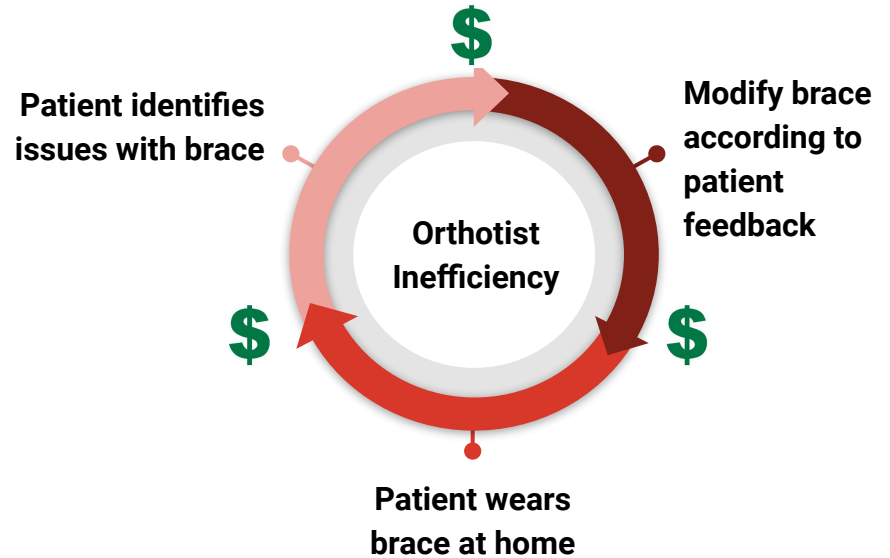 $
Patient identifies
issues with brace
Modify brace
according to
patient
feedback
Orthotist
Inefficiency
$
$
Patient wears
brace at home